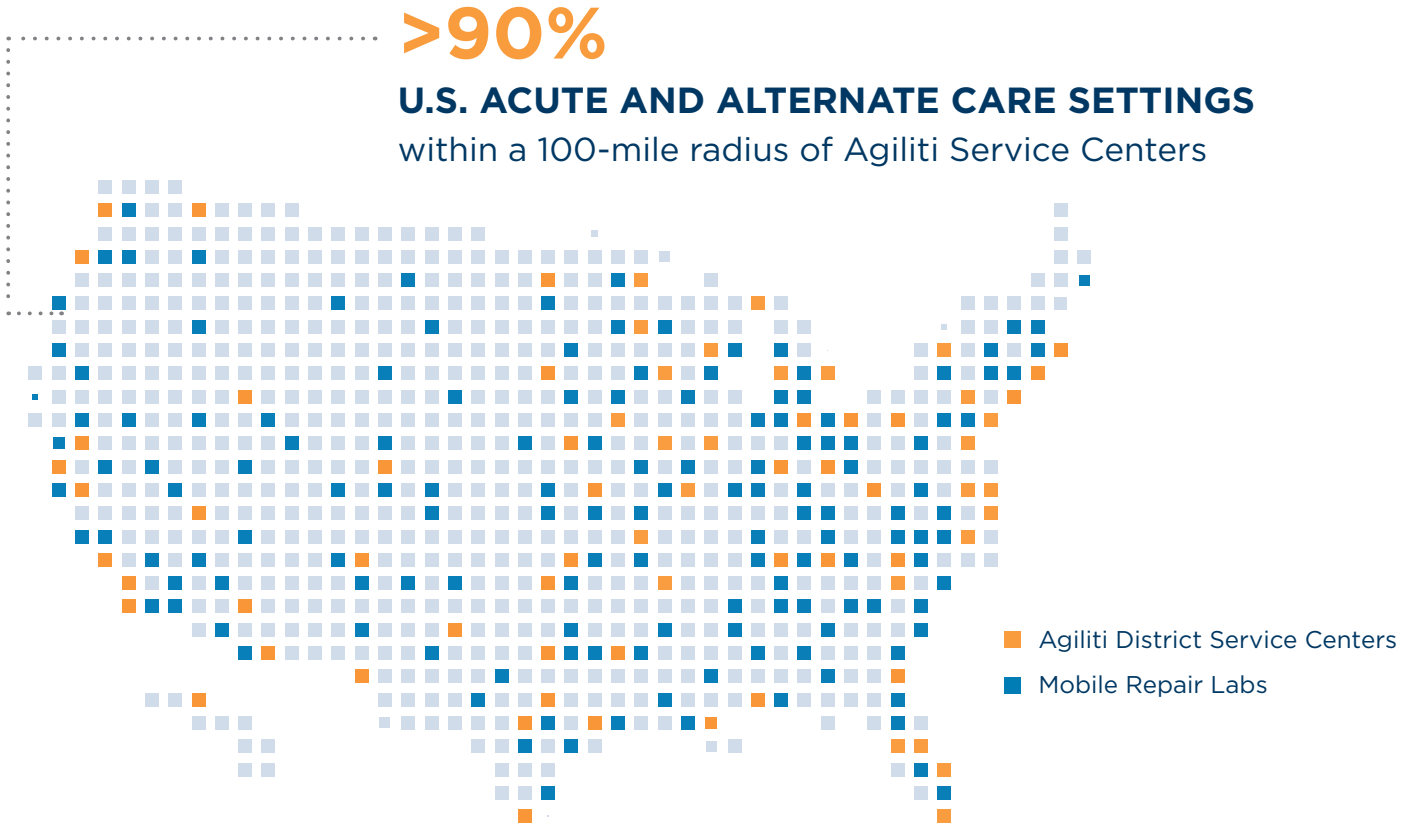 >90%
U.S. ACUTE AND ALTERNATE CARE SETTINGS
within a 100-mile radius of Agiliti Service Centers
Agiliti District Service Centers
Mobile Repair Labs